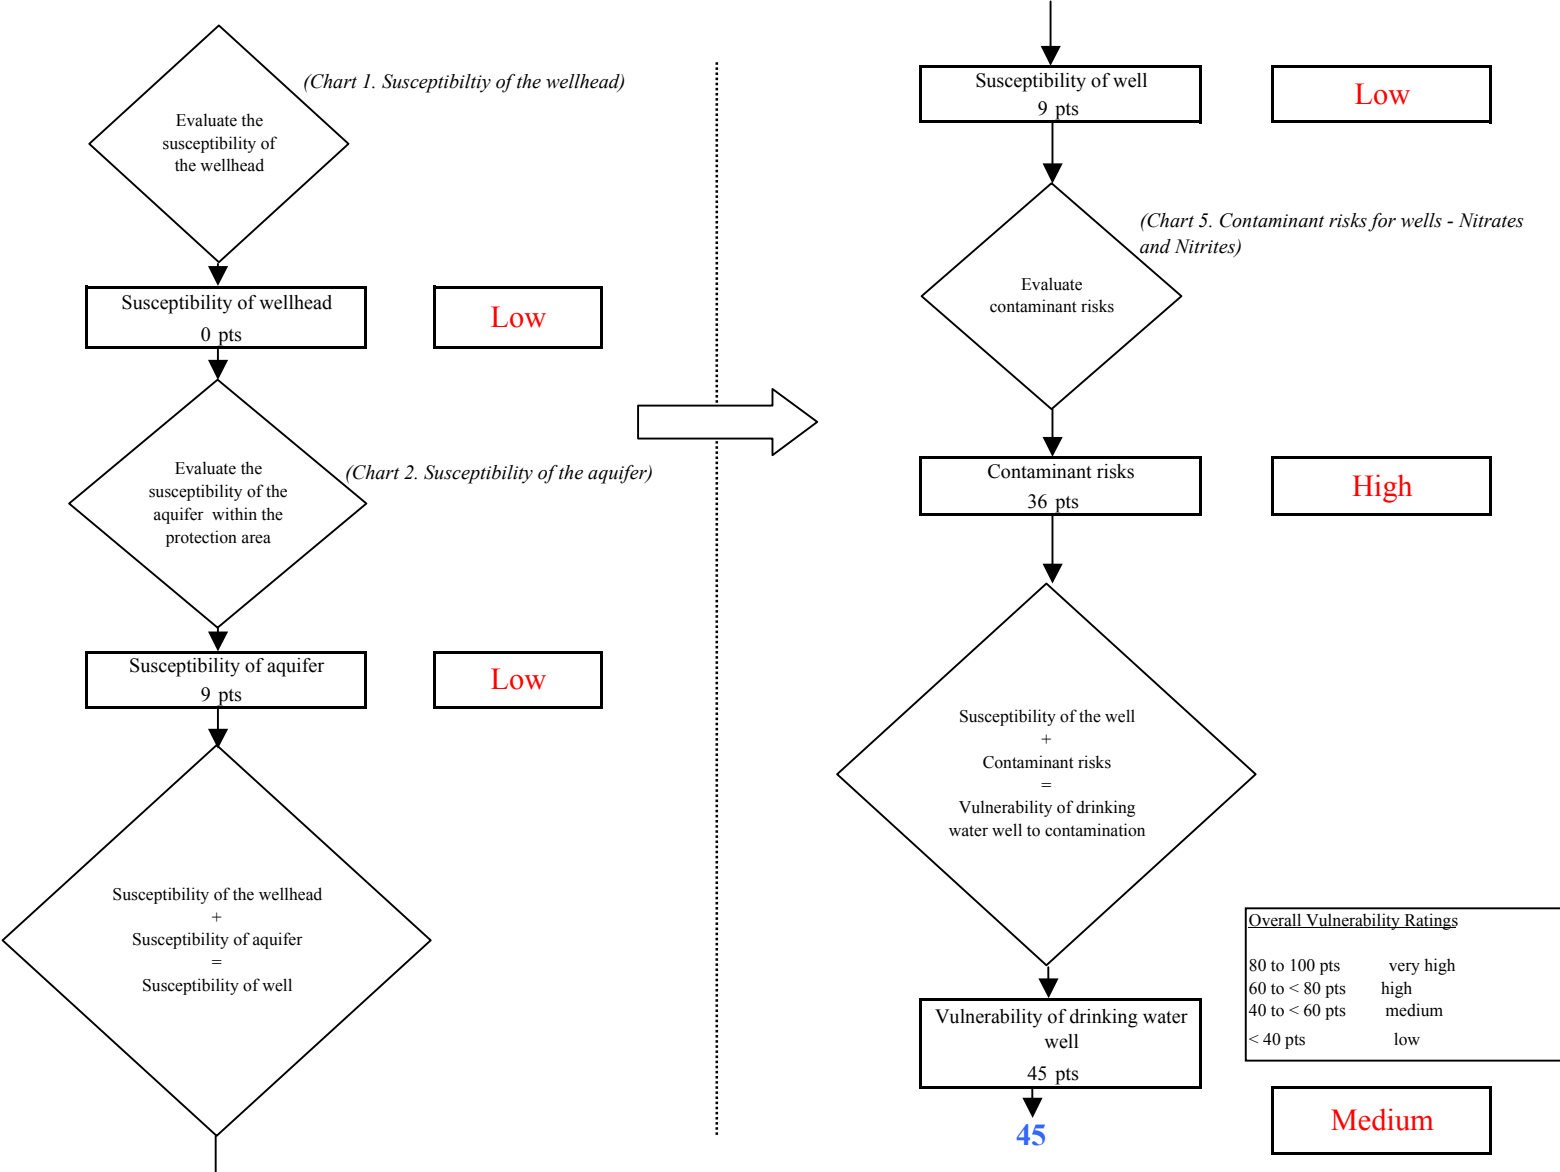 (Chart 1. Susceptibiltiy of the wellhead)
Evaluate the
susceptibility of
the wellhead
Susceptibility of wellhead
0 pts
Low
Evaluate the
susceptibility of the
aquifer within the
protection area
(Chart 2. Susceptibility of the aquifer)
Susceptibility of aquifer
9 pts
Low
Susceptibility of the wellhead
+
Susceptibility of aquifer
=
Susceptibility of well
Susceptibility of well
9 pts
Low
(Chart 5. Contaminant risks for wells - Nitrates
and Nitrites)
Evaluate
contaminant risks
Contaminant risks
36 pts
High
Susceptibility of the well
+
Contaminant risks
=
Vulnerability of drinking
water well to contamination
Overall Vulnerability Ratings
80 to 100 pts very high
60 to < 80 pts high
40 to < 60 pts medium
< 40 pts low
Vulnerability of drinking water
well
45 pts
45
Medium